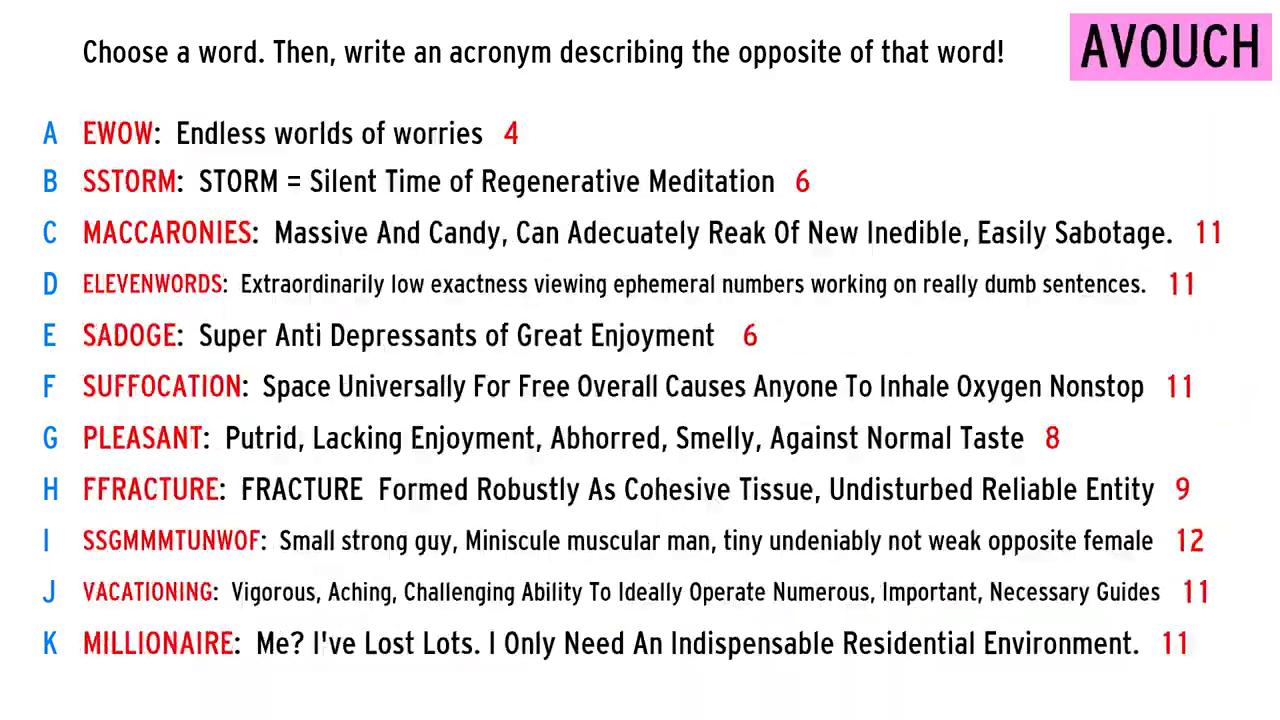 Choose a word. Then, write an acronym describing the opposite of that word!
AVOUCH
A EWOW: Endless worlds of worries 4
B SSTORM: STORM = Silent Time of Regenerative Meditation 6
C MACCARONIES: Massive And Candy, Can Adecuately Reak Of New Inedible, Easily Sabotage. 11
D ELEVENWORDS: Extraordinarily low exactness viewing ephemeral numbers working on really dumb sentences. 11
E SADOGE: Super Anti Depressants of Great Enjoyment 6
F SUFFOCATION: Space Universally For Free Overall Causes Anyone To Inhale Oxygen Nonstop 11
G PLEASANT: Putrid, Lacking Enjoyment, Abhorred, Smelly, Against Normal Taste 8
H FFRACTURE: FRACTURE Formed Robustly As Cohesive Tissue, Undisturbed Reliable Entity 9
I SSGMMMTUNWOF: Small strong guy, Miniscule muscular man, tiny undeniably not weak opposite female 12
J VACATIONING: Vigorous, Aching, Challenging Ability To Ideally Operate Numerous, Important, Necessary Guides 11
K MILLIONAIRE: Me? I've Lost Lots. I Only Need An Indispensable Residential Environment. 11